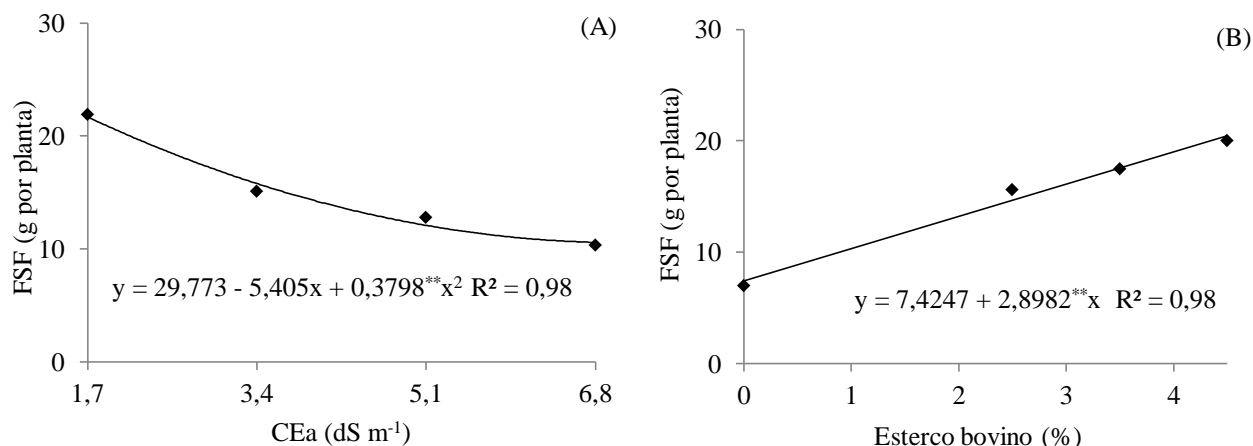 (A)
FSF (g por planta)
30
20
10
0
y = 29,773 - 5,405x + 0,3798**x² R² = 0,98
1,7 3,4 5,1 6,8
CEa (dS m⁻¹)
(B)
FSF (g por planta)
30
20
10
0
y = 7,4247 + 2,8982**x R² = 0,98
0 1 2 3 4
Esterco bovino (%)